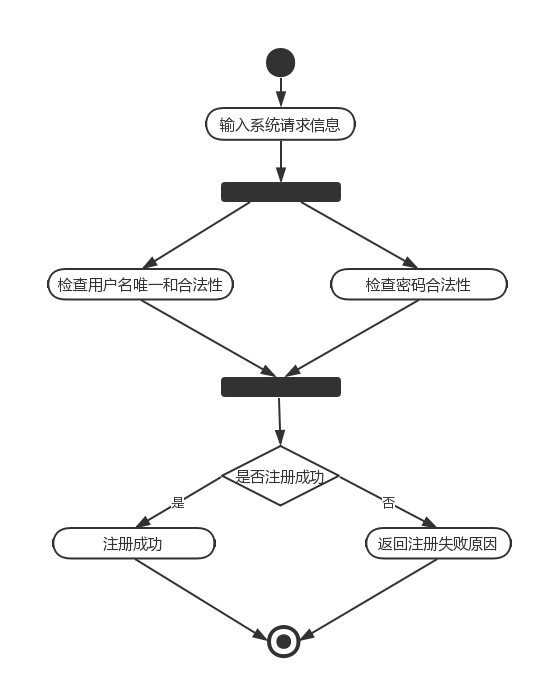 输入系统请求信息
检查用户名唯一和合法性
检查密码合法性
是否注册成功
是
否
注册成功
返回注册失败原因